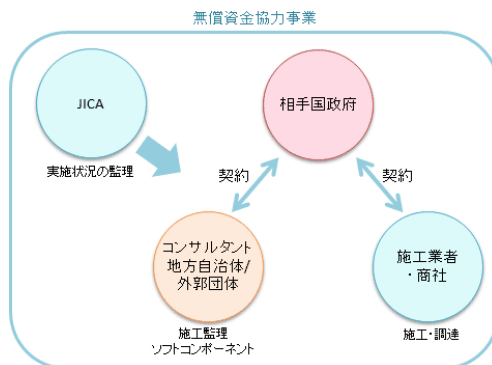 無償資金協力事業
JICA
実施状況の監理
相手国政府
契約
契約
コンサルタント
地方自治体/
外郭団体
施工監理
ソフトコンポーネント
施工業者
・商社
施工・調達